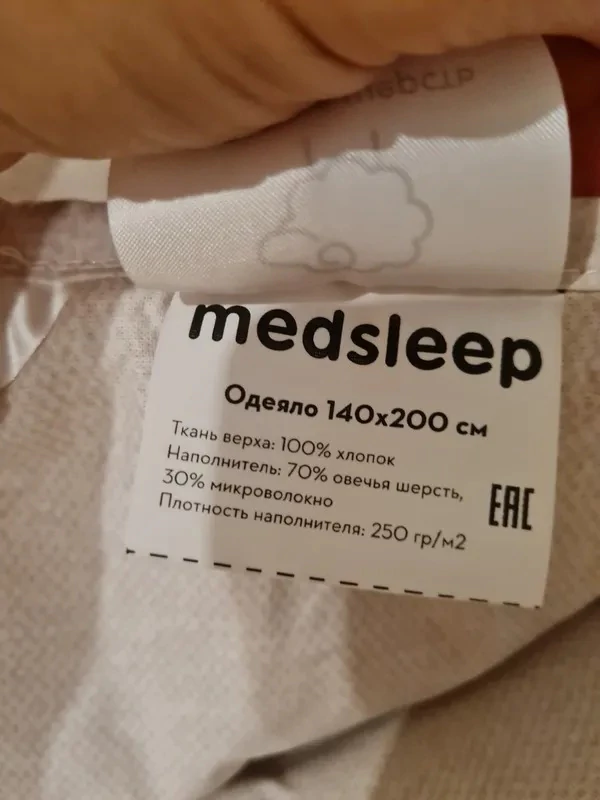 medsleep
Одеяло 140x200 см
Ткань верха: 100% хлопок
Наполнитель: 70% овечья шерсть,
30% микроволокно
Плотность наполнителя: 250 гр/м2
EAC